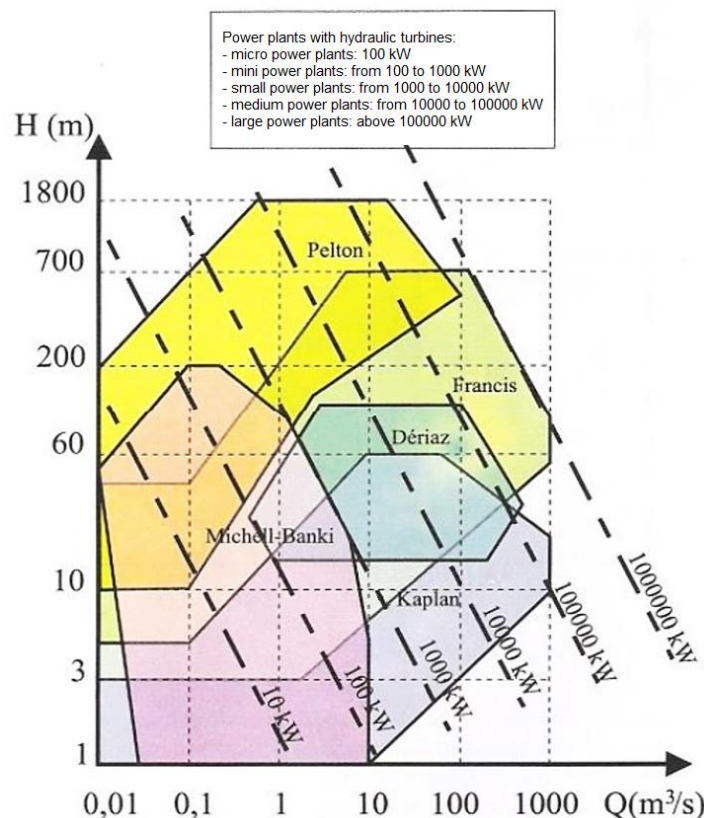 Power plants with hydraulic turbines:
- micro power plants: 100 kW
- mini power plants: from 100 to 1000 kW
- small power plants: from 1000 to 10000 kW
- medium power plants: from 10000 to 100000 kW
- large power plants: above 100000 kW
H (m)
1800
Pelton
700
200
Francis
Dériaz
60
Michell-Banki
10
Kaplan
3
10 kW
100 kW
1000 kW
10000 kW
100000 kW
1000000 kW
1
0,01 0,1 1 10 100 1000 Q(m³/s)